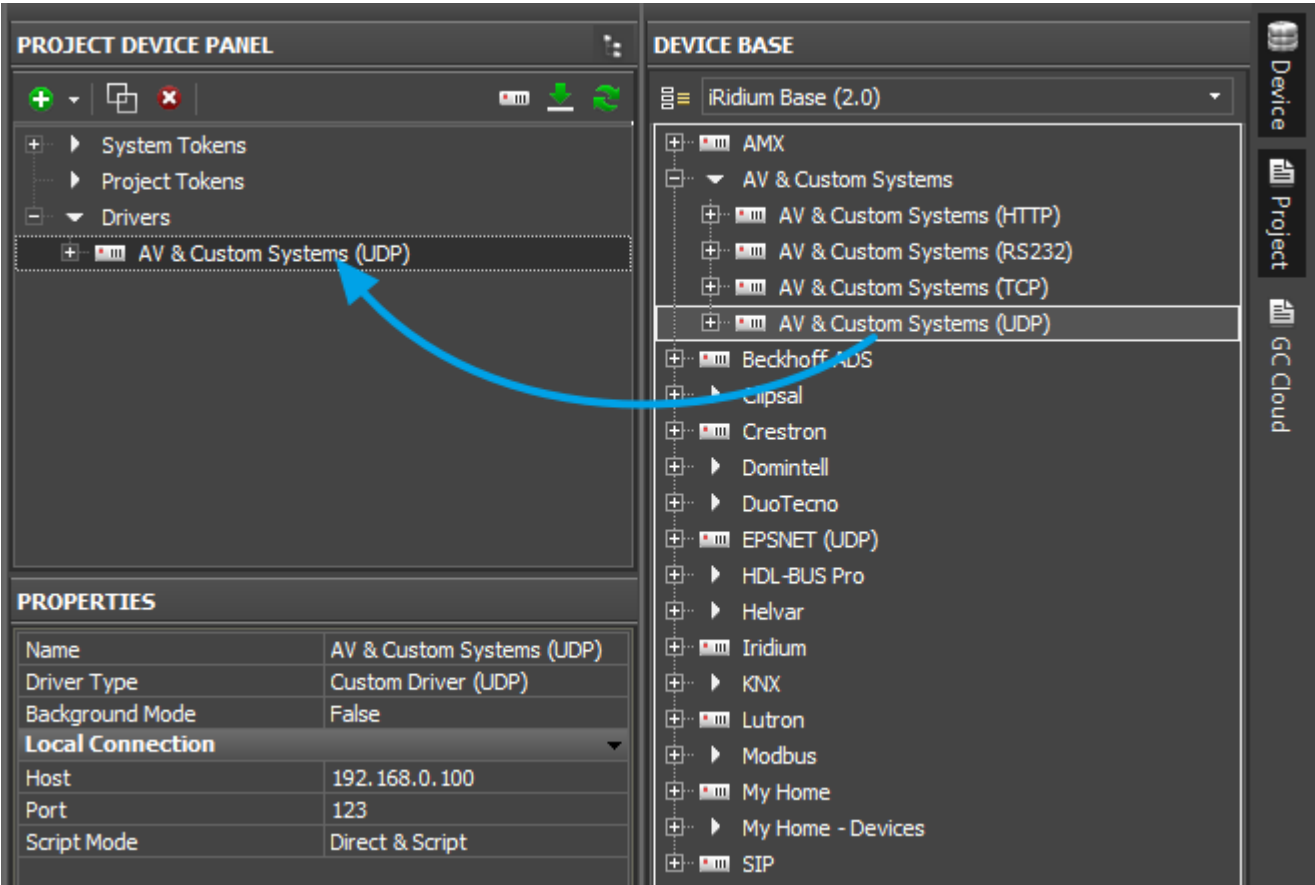 PROJECT DEVICE PANEL
System Tokens
Project Tokens
Drivers
AV & Custom Systems (UDP)
PROPERTIES
Name AV & Custom Systems (UDP)
Driver Type Custom Driver (UDP)
Background Mode False
Local Connection
Host 192.168.0.100
Port 123
Script Mode Direct & Script
DEVICE BASE
iRidium Base (2.0)
AMX
AV & Custom Systems
AV & Custom Systems (HTTP)
AV & Custom Systems (RS232)
AV & Custom Systems (TCP)
AV & Custom Systems (UDP)
Beckhoff ADS
Clipsal
Crestron
Domintell
DuoTecno
EPSNET (UDP)
HDL-BUS Pro
Helvar
Iridium
KNX
Lutron
Modbus
My Home
My Home - Devices
SIP
Device
Project
GC Cloud